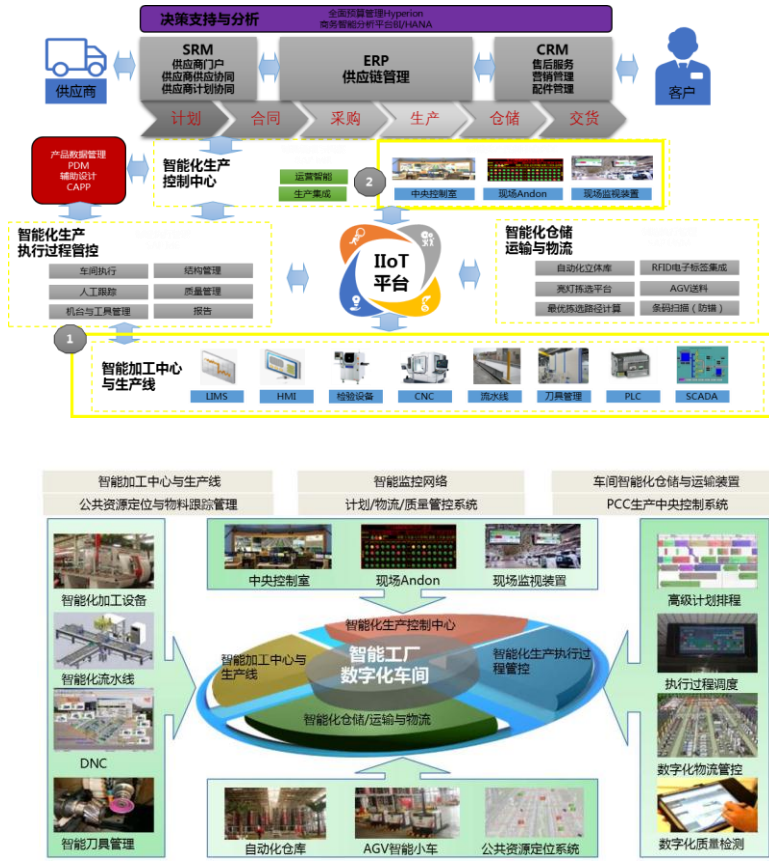 决策支持与分析
全面预算管理Hyperion
商务智能分析平台BI/HANA
供应商
SRM
供应商门户
供应商供应协同
供应商计划协同
ERP
供应链管理
CRM
售后服务
营销管理
配件管理
客户
计划
合同
采购
生产
仓储
交货
产品数据管理
PDM
辅助设计
CAPP
智能化生产
控制中心
运营智能
生产集成
2
中央控制室
现场Andon
现场监视装置
智能化生产
执行过程管控
车间执行
结构管理
人工跟踪
质量管理
机台与工具管理
报告
IIoT
平台
智能化仓储
运输与物流
自动化立体库
RFID电子标签集成
亮灯拣选平台
AGV送料
最优拣选路径计算
条码扫描（防错）
1
智能加工中心
与生产线
LIMS
HMI
检验设备
CNC
流水线
刀具管理
PLC
SCADA
智能加工中心与生产线
智能监控网络
车间智能化仓储与运输装置
公共资源定位与物料跟踪管理
计划/物流/质量管控系统
PCC生产中央控制系统
智能化加工设备
智能化流水线
DNC
智能刀具管理
中央控制室
现场Andon
现场监视装置
智能化生产控制中心
智能加工中心与
生产线
智能工厂
数字化车间
智能化生产执行过
程管控
智能化仓储/运输与物流
自动化仓库
AGV智能小车
公共资源定位系统
高级计划排程
执行过程调度
数字化物流管控
数字化质量检测